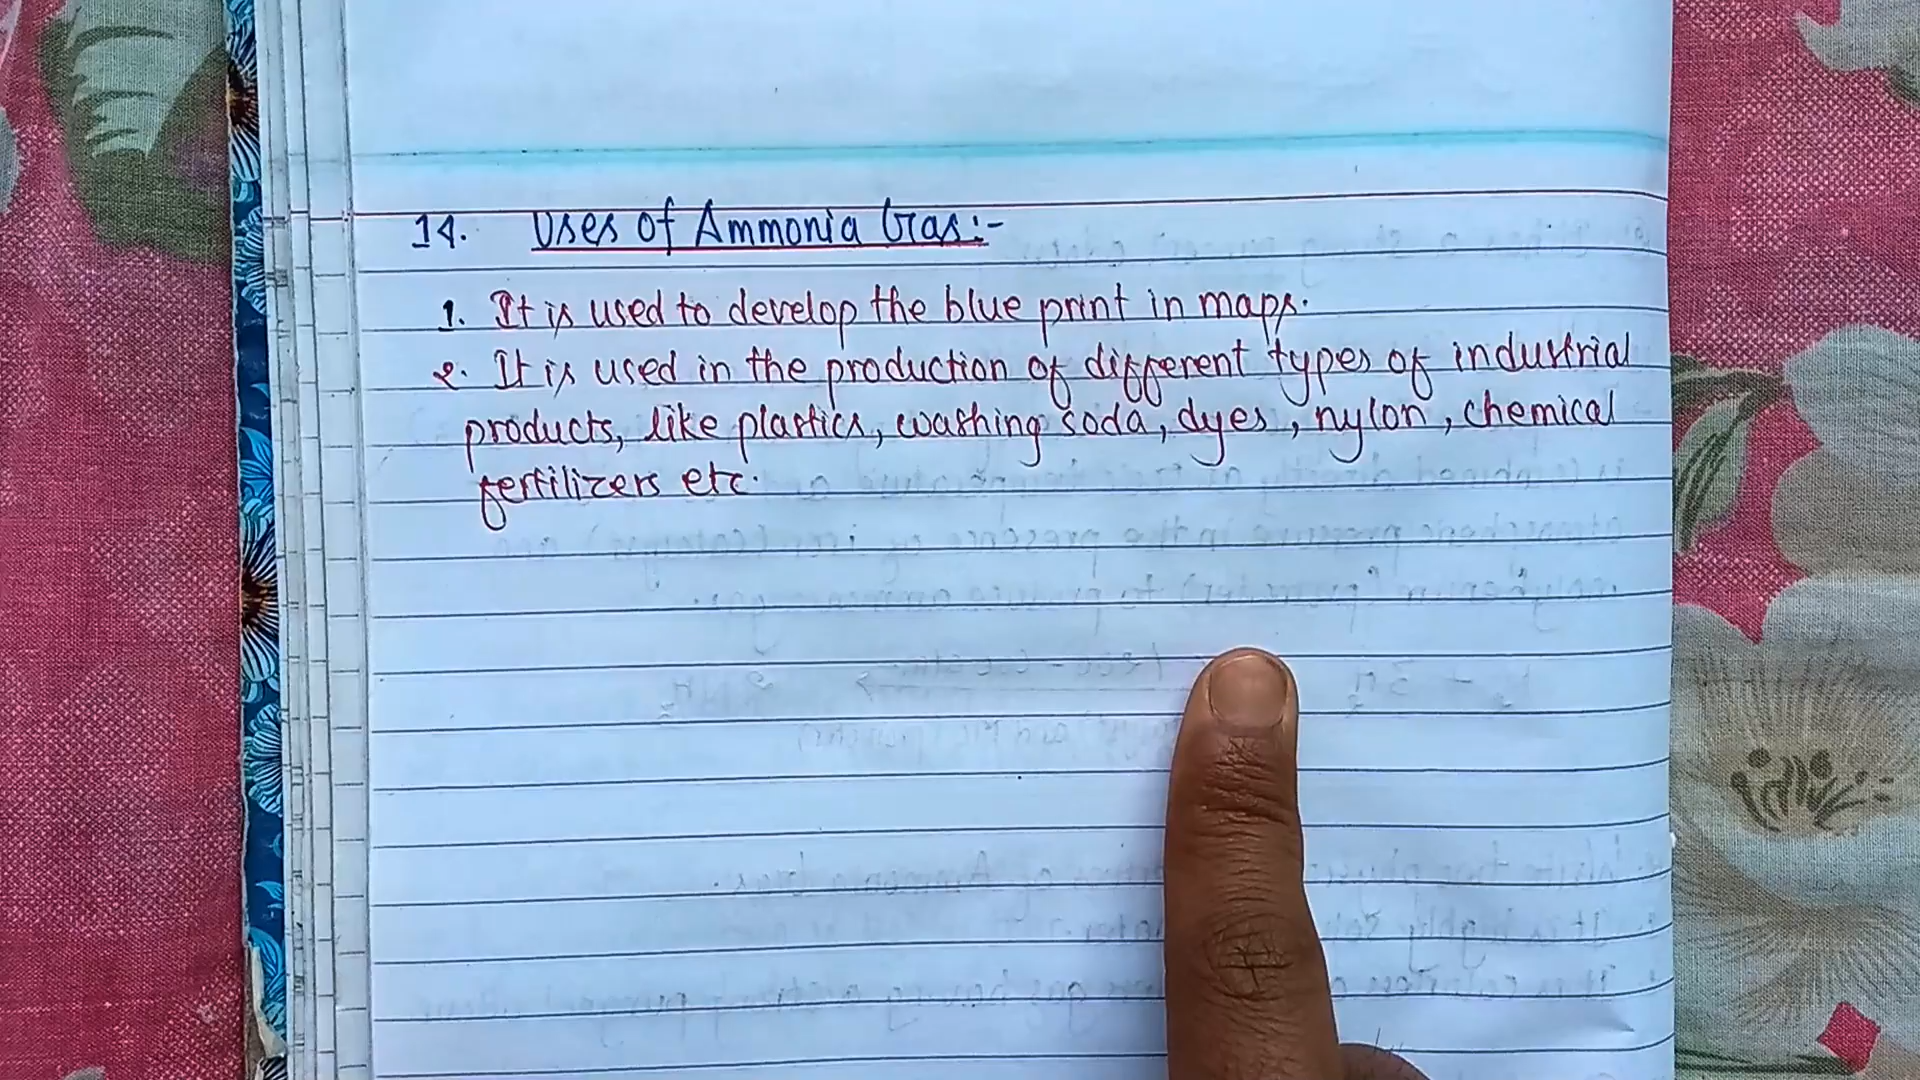 14. Uses of Ammonia Gas:-
1. It is used to develop the blue print in maps.
2. It is used in the production of different types of industrial
products, like plastics, washing soda, dyes, nylon, chemical
fertilizers etc.